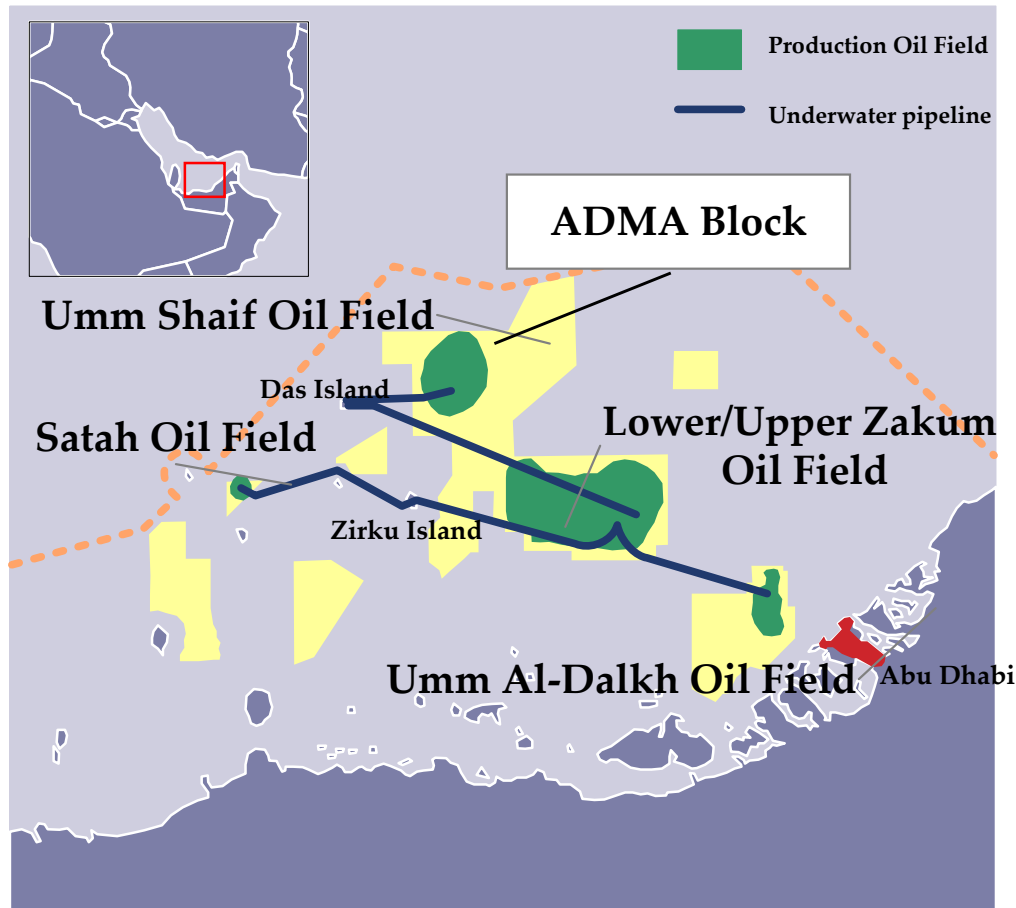 Production Oil Field
Underwater pipeline
ADMA Block
Umm Shaif Oil Field
Das Island
Satah Oil Field
Lower/Upper Zakum
Oil Field
Zirku Island
Umm Al-Dalkh Oil Field
Abu Dhabi